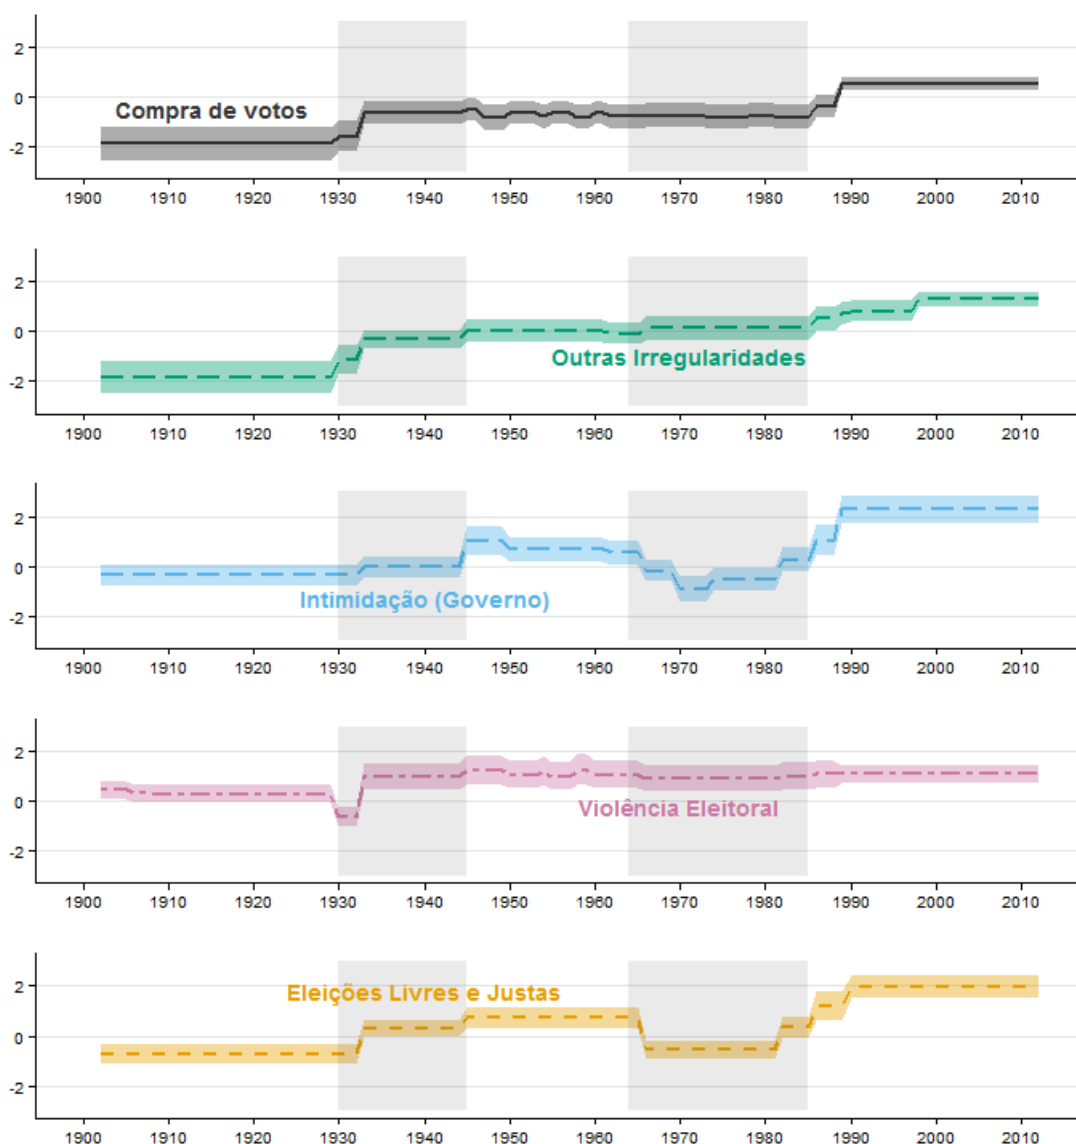 2
Compra de votos
0
-2
1900 1910 1920 1930 1940 1950 1960 1970 1980 1990 2000 2010
2
0
Outras Irregularidades
-2
1900 1910 1920 1930 1940 1950 1960 1970 1980 1990 2000 2010
2
0
Intimidação (Governo)
-2
1900 1910 1920 1930 1940 1950 1960 1970 1980 1990 2000 2010
2
0
Violência Eleitoral
-2
1900 1910 1920 1930 1940 1950 1960 1970 1980 1990 2000 2010
2
Eleições Livres e Justas
0
-2
1900 1910 1920 1930 1940 1950 1960 1970 1980 1990 2000 2010